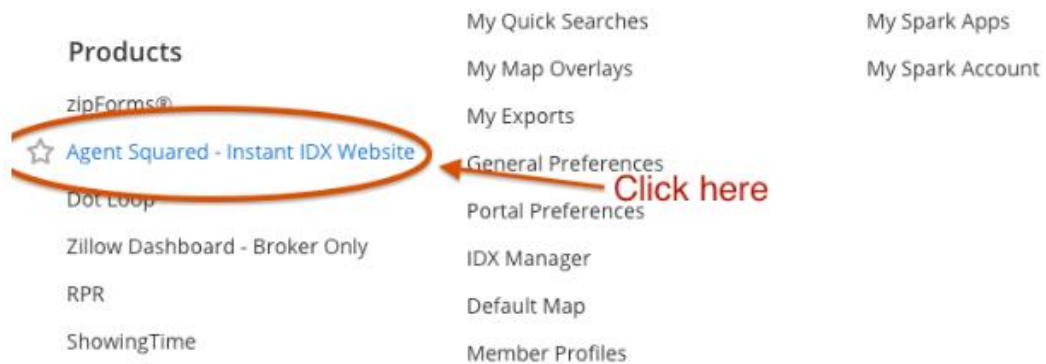 Products
zipForms®
Agent Squared - Instant IDX Website
Dot Loop
Zillow Dashboard - Broker Only
RPR
ShowingTime
My Quick Searches
My Map Overlays
My Exports
General Preferences
Click here
Portal Preferences
IDX Manager
Default Map
Member Profiles
My Spark Apps
My Spark Account